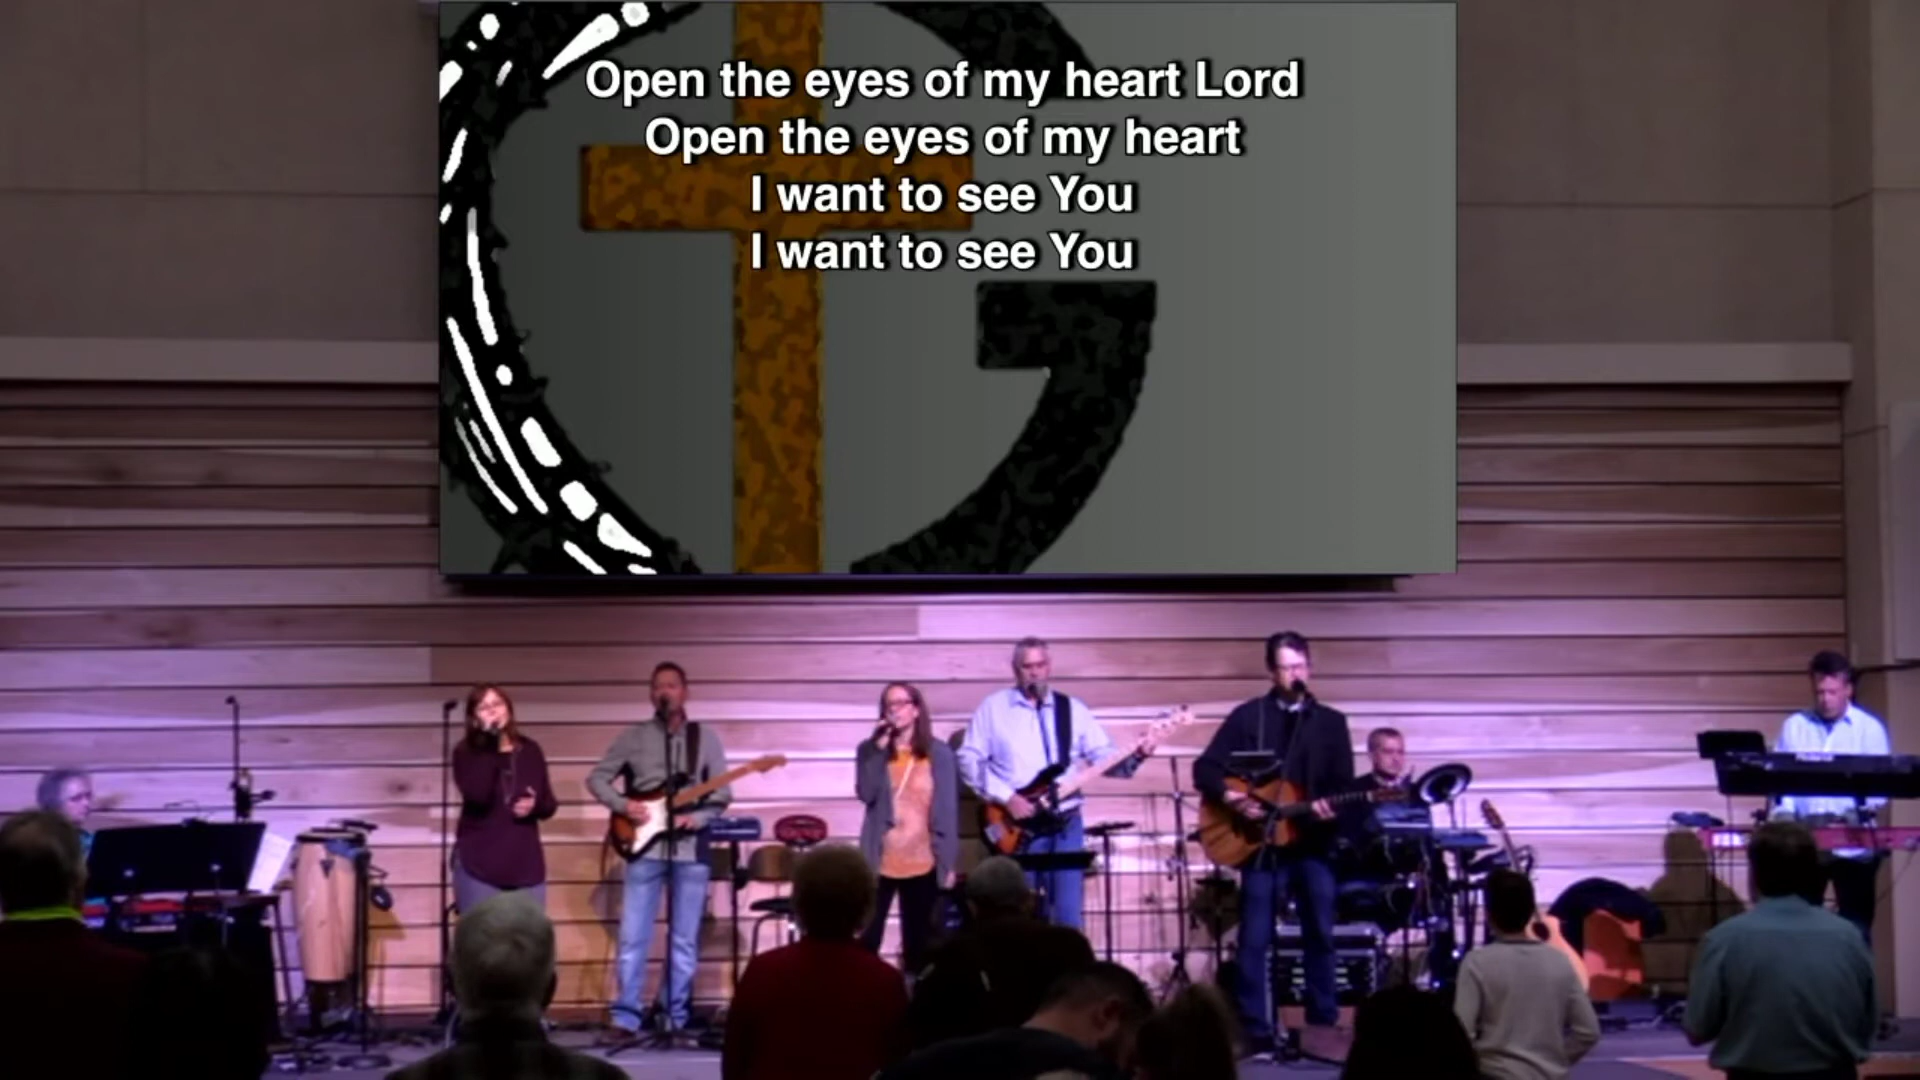 Open the eyes of my heart Lord
Open the eyes of my heart
I want to see You
I want to see You